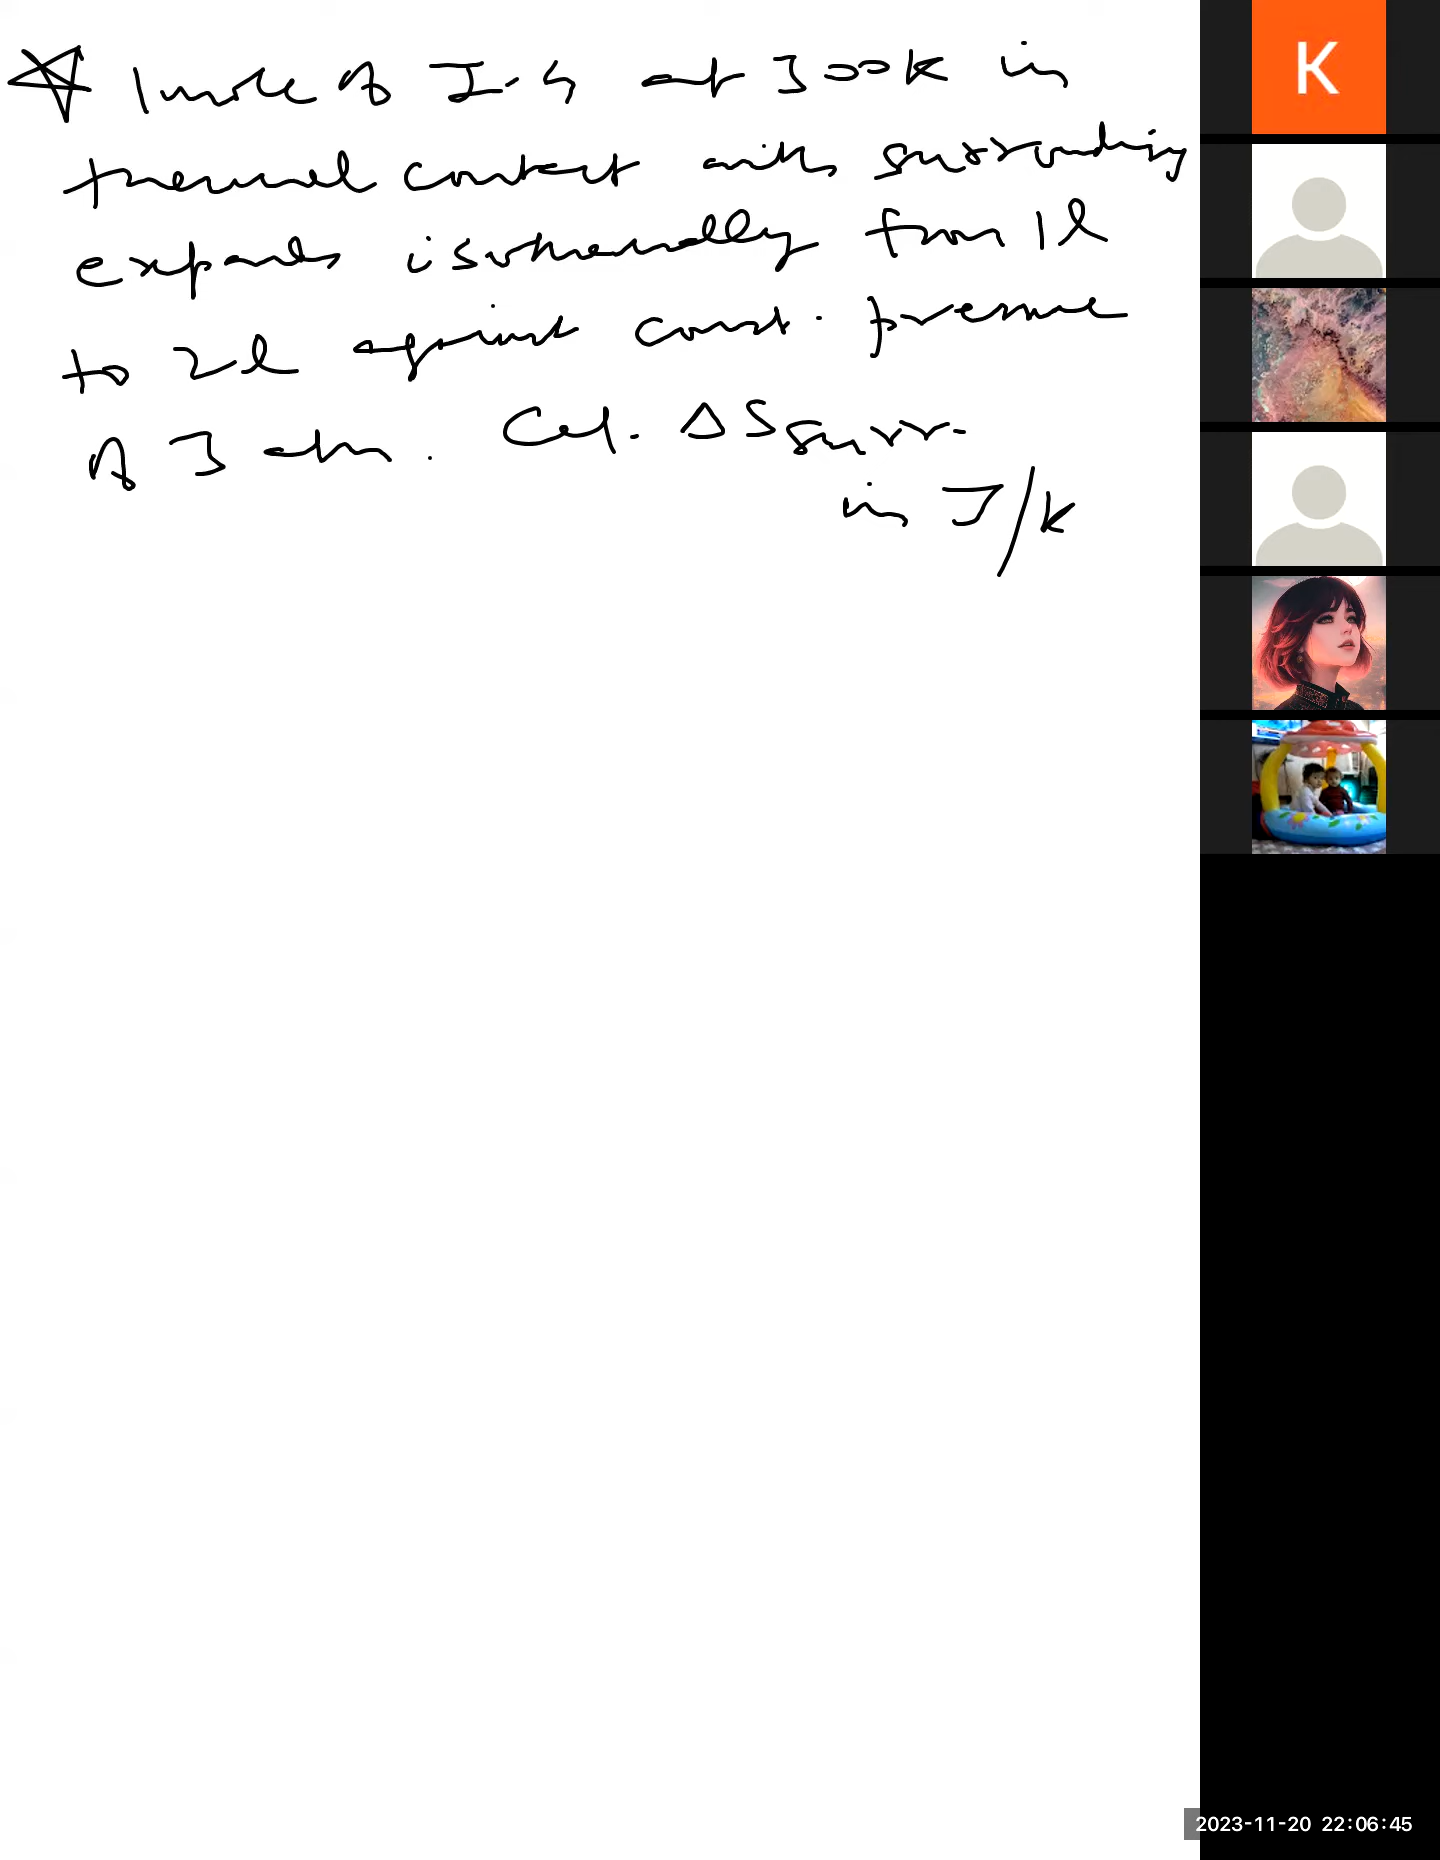 1 mole of I.G at 300K in
thermal contact with surrounding
expands isothermally from 1l
to 2l against const. pressure
of 3 atm. Cal. ΔSsurr.
in J/K
K
2023-11-20 22:06:45